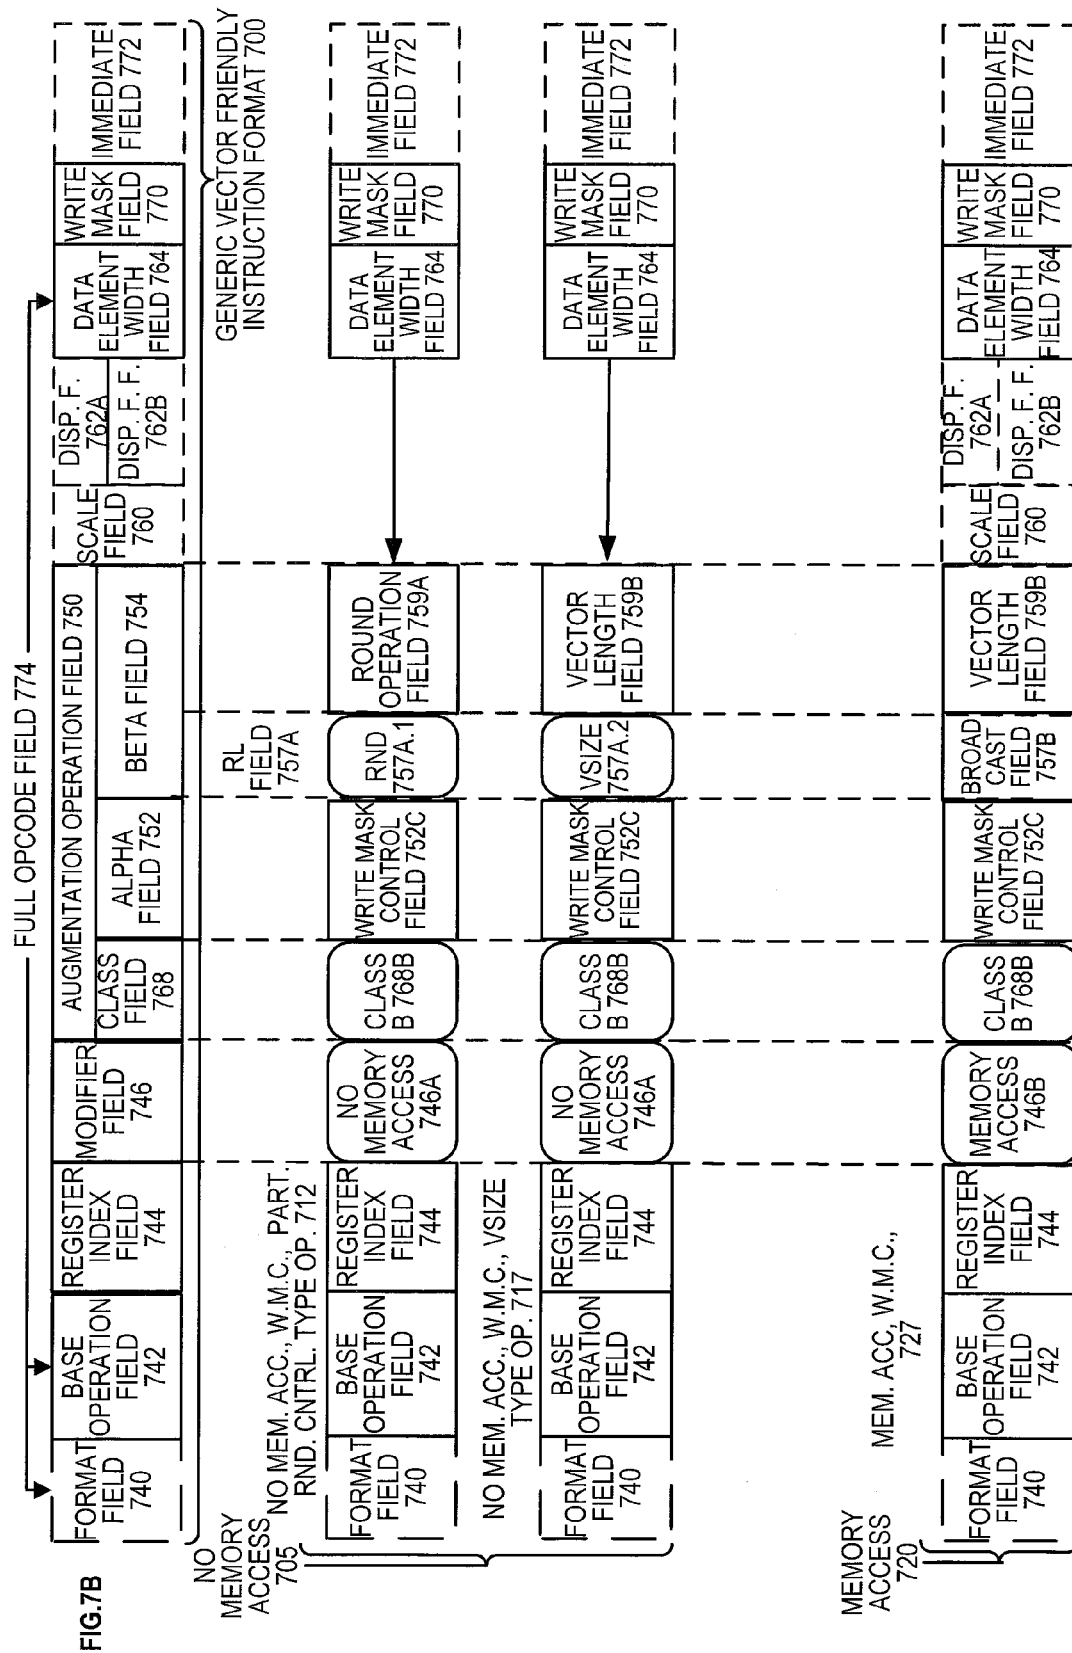 FIG.7B
FULL OPCODE FIELD 774
FORMAT
FIELD
740
BASE
OPERATION
FIELD
742
REGISTER
INDEX
FIELD
744
MODIFIER
FIELD
746
AUGMENTATION OPERATION FIELD 750
CLASS
FIELD
768
ALPHA
FIELD 752
BETA FIELD 754
SCALE
FIELD
760
DISP. F.
762A
DISP. F. F.
762B
DATA
ELEMENT
WIDTH
FIELD 764
WRITE
MASK
FIELD
770
IMMEDIATE
FIELD 772
GENERIC VECTOR FRIENDLY
INSTRUCTION FORMAT 700
NO
MEMORY
ACCESS
705
NO MEM. ACC., W.M.C., PART.
RND. CNTRL. TYPE OP. 712
RL
FIELD
757A
FORMAT
FIELD
740
BASE
OPERATION
FIELD
742
REGISTER
INDEX
FIELD
744
NO
MEMORY
ACCESS
746A
CLASS
B 768B
WRITE MASK
CONTROL
FIELD 752C
RND
757A.1
ROUND
OPERATION
FIELD 759A
DATA
ELEMENT
WIDTH
FIELD 764
WRITE
MASK
FIELD
770
IMMEDIATE
FIELD 772
NO MEM. ACC., W.M.C., VSIZE
TYPE OP. 717
FORMAT
FIELD
740
BASE
OPERATION
FIELD
742
REGISTER
INDEX
FIELD
744
NO
MEMORY
ACCESS
746A
CLASS
B 768B
WRITE MASK
CONTROL
FIELD 752C
VSIZE
757A.2
VECTOR
LENGTH
FIELD 759B
DATA
ELEMENT
WIDTH
FIELD 764
WRITE
MASK
FIELD
770
IMMEDIATE
FIELD 772
MEMORY
ACCESS
720
MEM. ACC, W.M.C.,
727
FORMAT
FIELD
740
BASE
OPERATION
FIELD
742
REGISTER
INDEX
FIELD
744
MEMORY
ACCESS
746B
CLASS
B 768B
WRITE MASK
CONTROL
FIELD 752C
BROAD
CAST
FIELD
757B
VECTOR
LENGTH
FIELD 759B
SCALE
FIELD
760
DISP. F.
762A
DISP. F. F.
762B
DATA
ELEMENT
WIDTH
FIELD 764
WRITE
MASK
FIELD
770
IMMEDIATE
FIELD 772